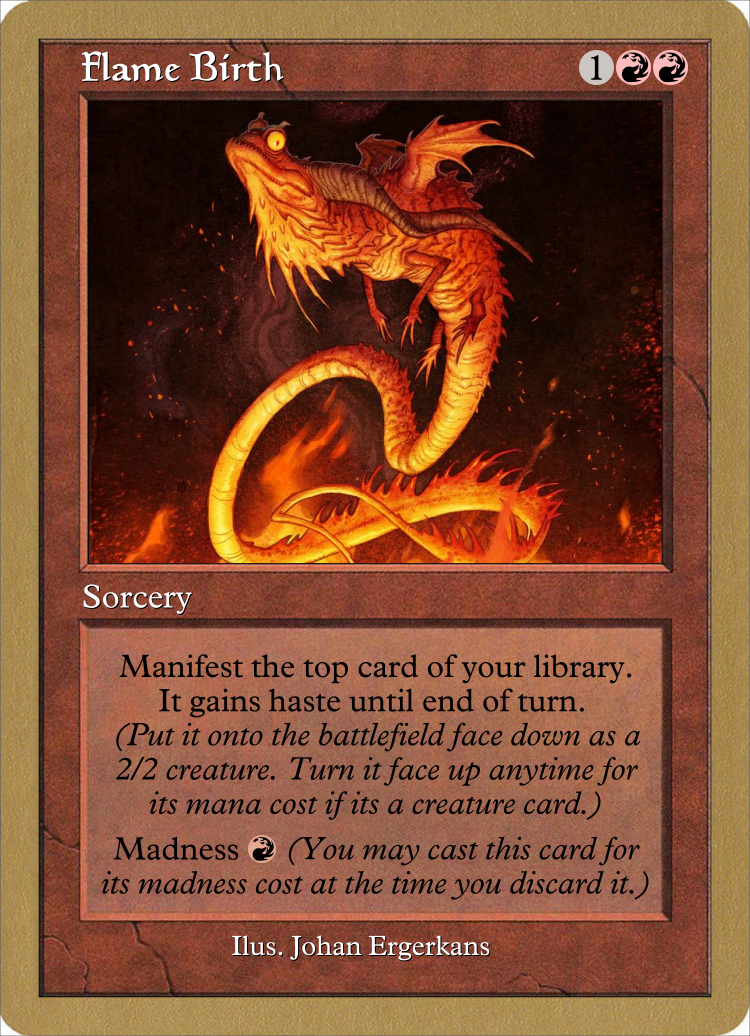 Flame Birth 1
Sorcery
Manifest the top card of your library.
It gains haste until end of turn.
(Put it onto the battlefield face down as a
2/2 creature. Turn it face up anytime for
its mana cost if its a creature card.)
Madness (You may cast this card for
its madness cost at the time you discard it.)
Ilus. Johan Ergerkans